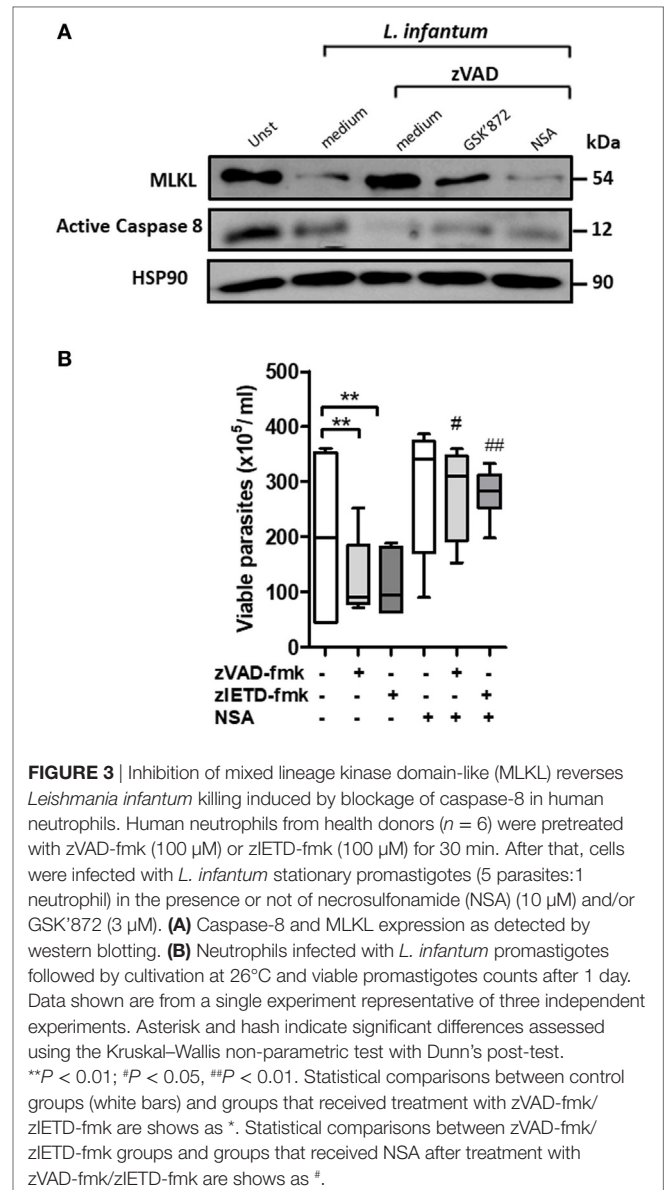 A
L. infantum
zVAD
Unst medium medium GSK'872 NSA kDa
MLKL 54
Active Caspase 8 12
HSP90 90
B
500
400
300
200
100
0
Viable parasites (x10⁵/ ml)
**
**
#
##
zVAD-fmk - + - - + -
zIETD-fmk - - + - - +
NSA - - - + + +
FIGURE 3 | Inhibition of mixed lineage kinase domain-like (MLKL) reverses
Leishmania infantum killing induced by blockage of caspase-8 in human
neutrophils. Human neutrophils from health donors (n = 6) were pretreated
with zVAD-fmk (100 μM) or zIETD-fmk (100 μM) for 30 min. After that, cells
were infected with L. infantum stationary promastigotes (5 parasites:1
neutrophil) in the presence or not of necrosulfonamide (NSA) (10 μM) and/or
GSK'872 (3 μM). (A) Caspase-8 and MLKL expression as detected by
western blotting. (B) Neutrophils infected with L. infantum promastigotes
followed by cultivation at 26°C and viable promastigotes counts after 1 day.
Data shown are from a single experiment representative of three independent
experiments. Asterisk and hash indicate significant differences assessed
using the Kruskal–Wallis non-parametric test with Dunn's post-test.
**P < 0.01; #P < 0.05, ##P < 0.01. Statistical comparisons between control
groups (white bars) and groups that received treatment with zVAD-fmk/
zIETD-fmk are shows as *. Statistical comparisons between zVAD-fmk/
zIETD-fmk groups and groups that received NSA after treatment with
zVAD-fmk/zIETD-fmk are shows as #.